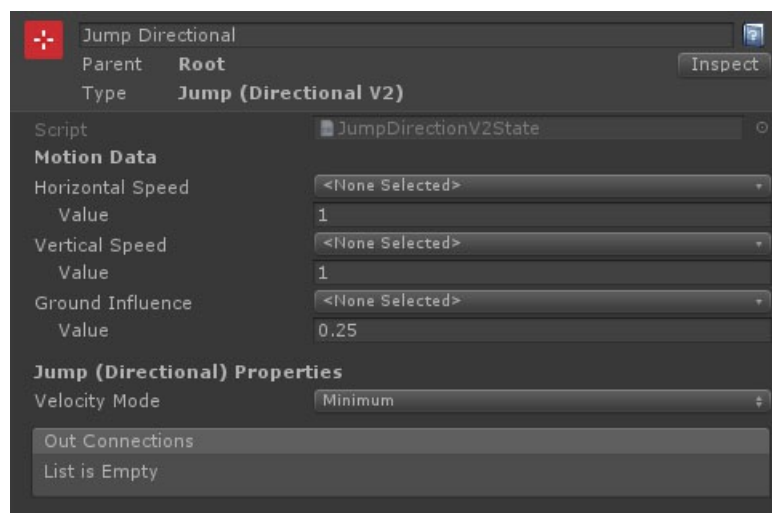 Jump Directional
Parent Root Inspect
Type Jump (Directional V2)
Script JumpDirectionV2State
Motion Data
Horizontal Speed <None Selected>
Value 1
Vertical Speed <None Selected>
Value 1
Ground Influence <None Selected>
Value 0.25
Jump (Directional) Properties
Velocity Mode Minimum
Out Connections
List is Empty